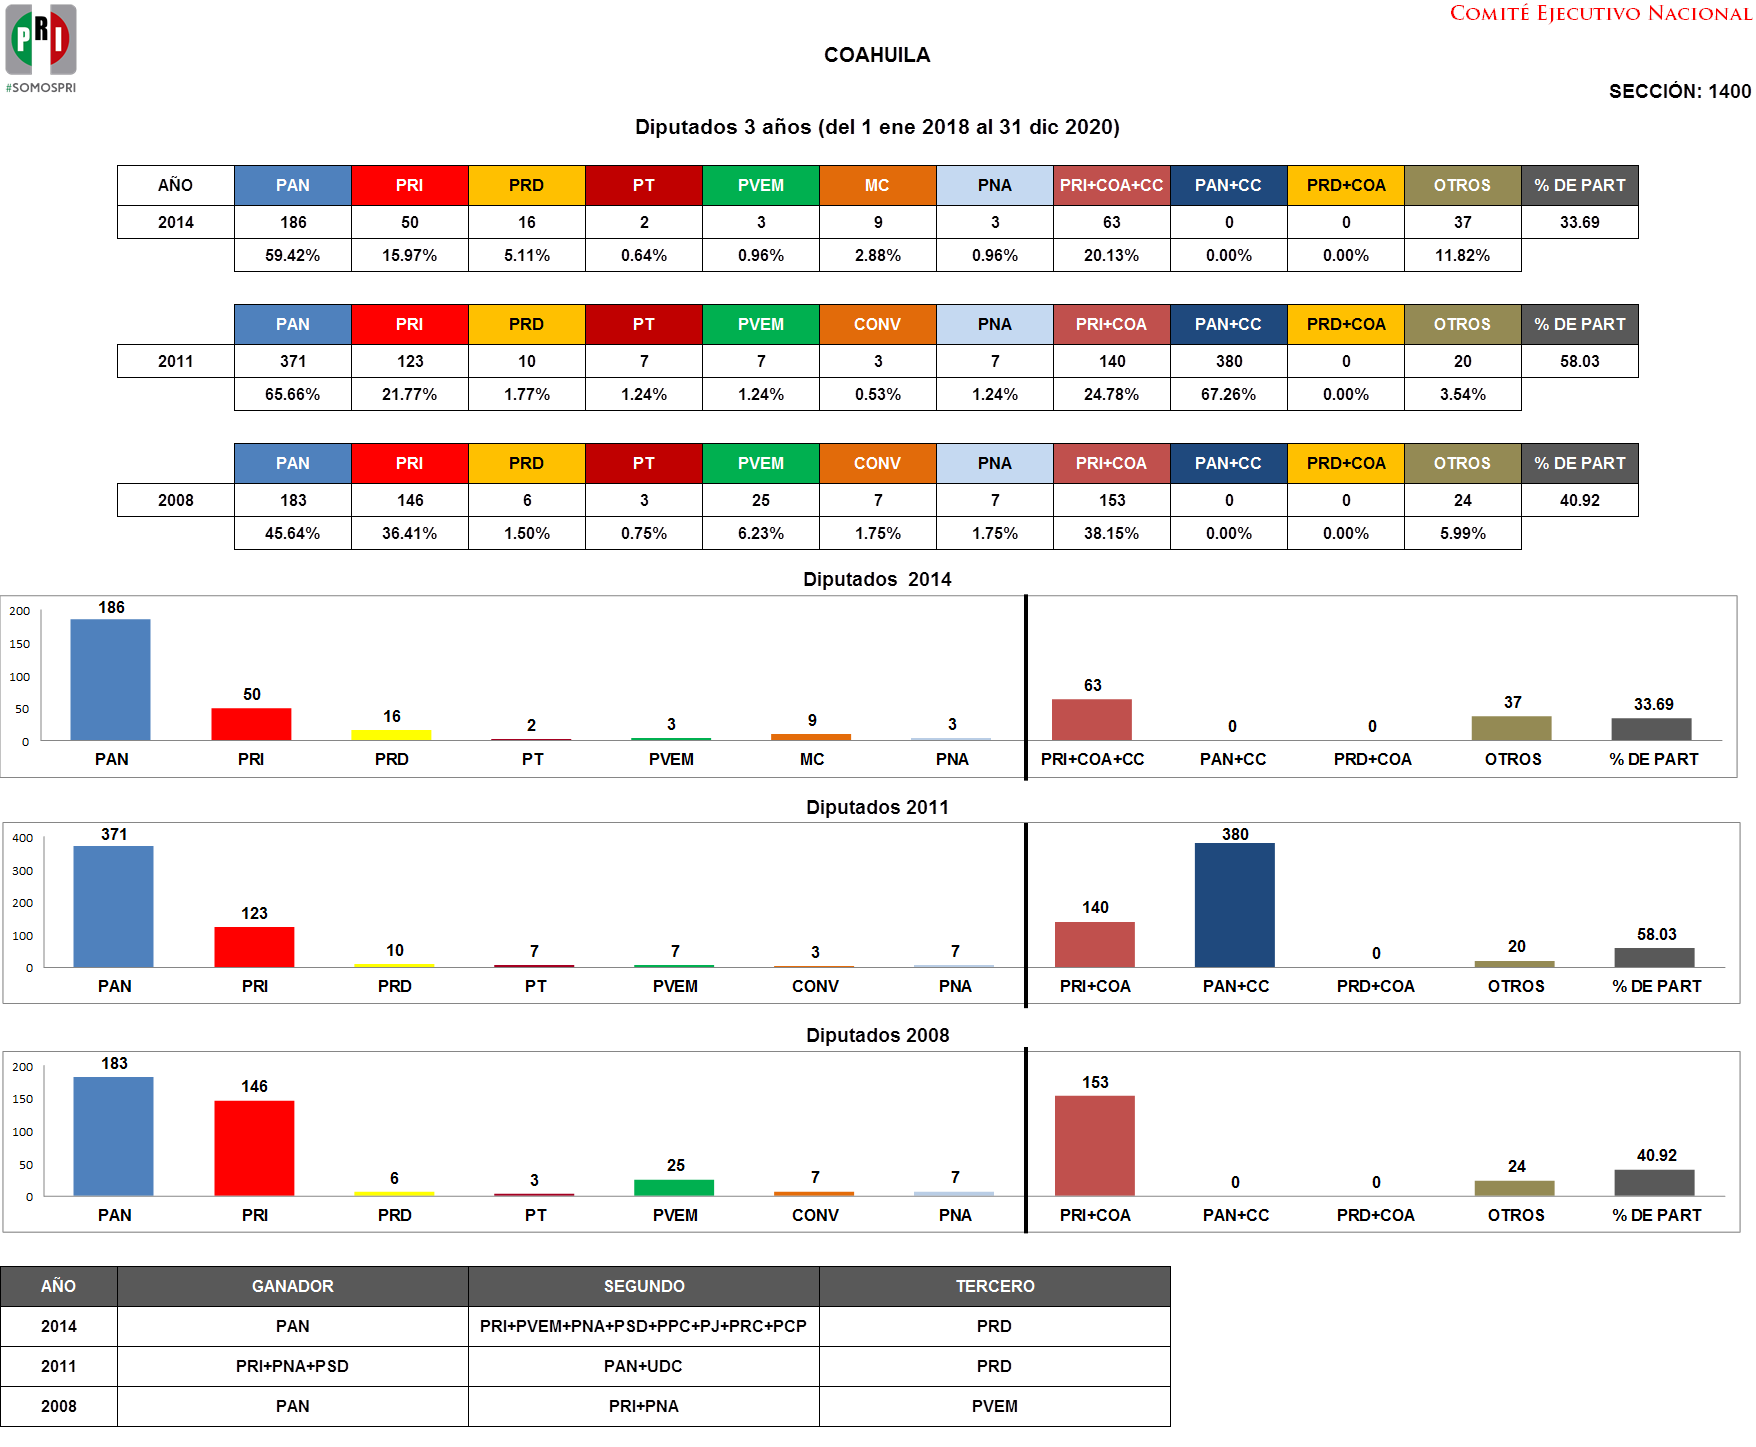 PRI
#SOMOSPRI
COMITÉ EJECUTIVO NACIONAL
COAHUILA
SECCIÓN: 1400
Diputados 3 años (del 1 ene 2018 al 31 dic 2020)
AÑO PAN PRI PRD PT PVEM MC PNA PRI+COA+CC PAN+CC PRD+COA OTROS % DE PART
2014 186 50 16 2 3 9 3 63 0 0 37 33.69
59.42% 15.97% 5.11% 0.64% 0.96% 2.88% 0.96% 20.13% 0.00% 0.00% 11.82%
PAN PRI PRD PT PVEM CONV PNA PRI+COA PAN+CC PRD+COA OTROS % DE PART
2011 371 123 10 7 7 3 7 140 380 0 20 58.03
65.66% 21.77% 1.77% 1.24% 1.24% 0.53% 1.24% 24.78% 67.26% 0.00% 3.54%
PAN PRI PRD PT PVEM CONV PNA PRI+COA PAN+CC PRD+COA OTROS % DE PART
2008 183 146 6 3 25 7 7 153 0 0 24 40.92
45.64% 36.41% 1.50% 0.75% 6.23% 1.75% 1.75% 38.15% 0.00% 0.00% 5.99%
Diputados 2014
200
150
100
50
0
186 50 16 2 3 9 3 63 0 0 37 33.69
PAN PRI PRD PT PVEM MC PNA PRI+COA+CC PAN+CC PRD+COA OTROS % DE PART
Diputados 2011
400
300
200
100
0
371 123 10 7 7 3 7 140 380 0 20 58.03
PAN PRI PRD PT PVEM CONV PNA PRI+COA PAN+CC PRD+COA OTROS % DE PART
Diputados 2008
200
150
100
50
0
183 146 6 3 25 7 7 153 0 0 24 40.92
PAN PRI PRD PT PVEM CONV PNA PRI+COA PAN+CC PRD+COA OTROS % DE PART
AÑO GANADOR SEGUNDO TERCERO
2014 PAN PRI+PVEM+PNA+PSD+PPC+PJ+PRC+PCP PRD
2011 PRI+PNA+PSD PAN+UDC PRD
2008 PAN PRI+PNA PVEM